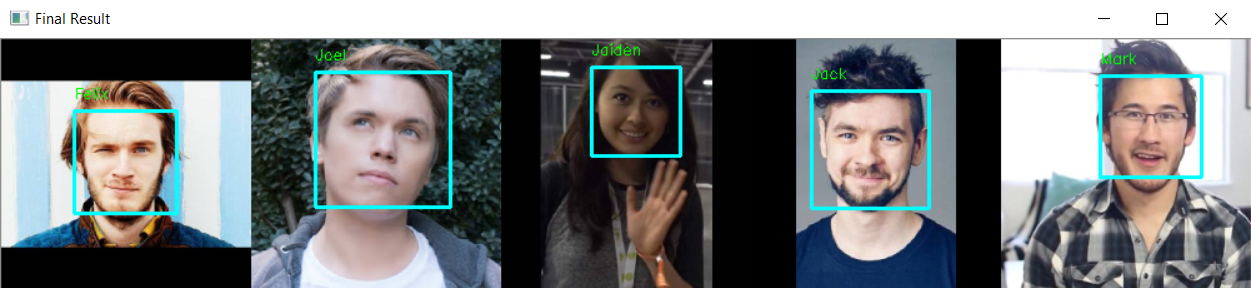 Final Result
Felix
Joel
Jaiden
Jack
Mark